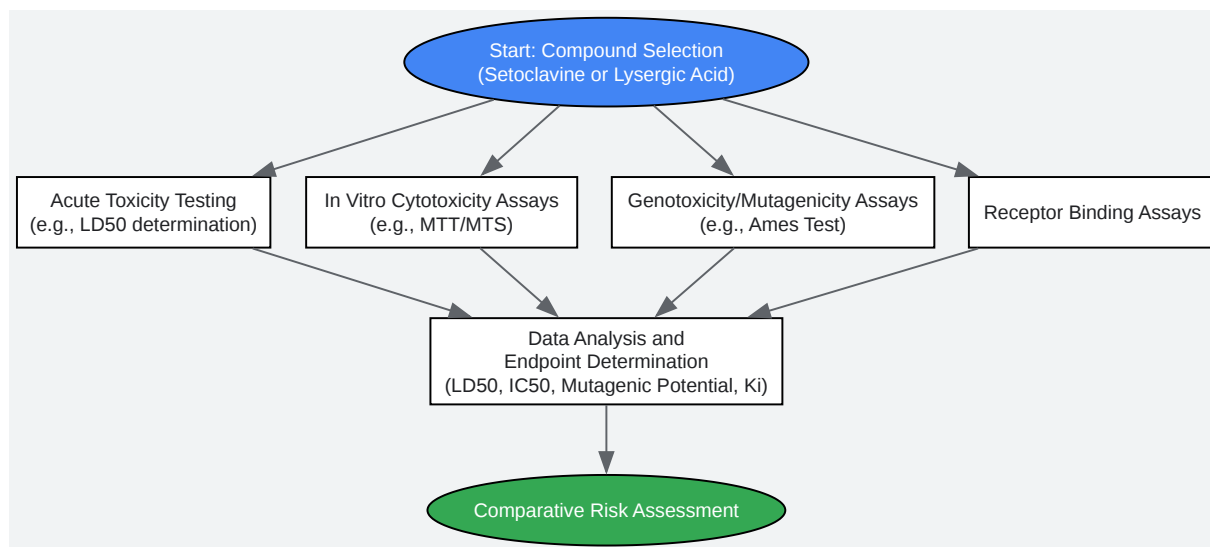 Start: Compound Selection
(Setoclavine or Lysergic Acid)
Acute Toxicity Testing
(e.g., LD50 determination)
In Vitro Cytotoxicity Assays
(e.g., MTT/MTS)
Genotoxicity/Mutagenicity Assays
(e.g., Ames Test)
Receptor Binding Assays
Data Analysis and
Endpoint Determination
(LD50, IC50, Mutagenic Potential, Ki)
Comparative Risk Assessment